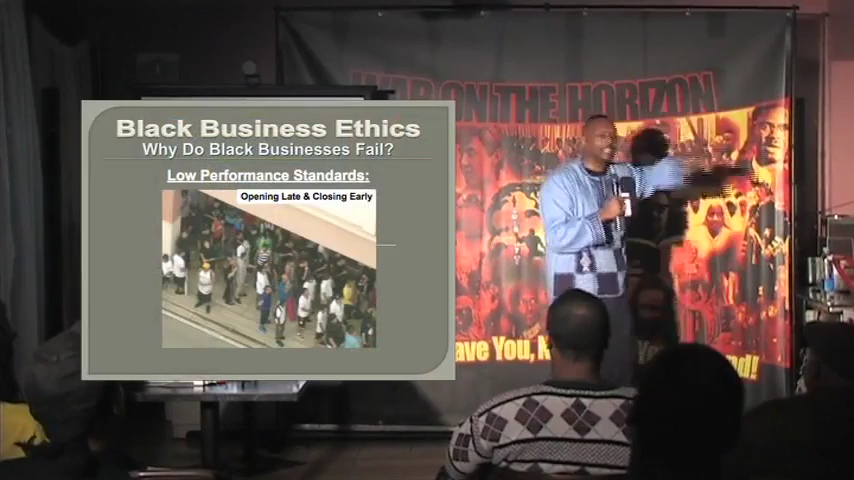 WAR ON THE HORIZON
Black Business Ethics
Why Do Black Businesses Fail?
Low Performance Standards:
Opening Late & Closing Early
ave You,